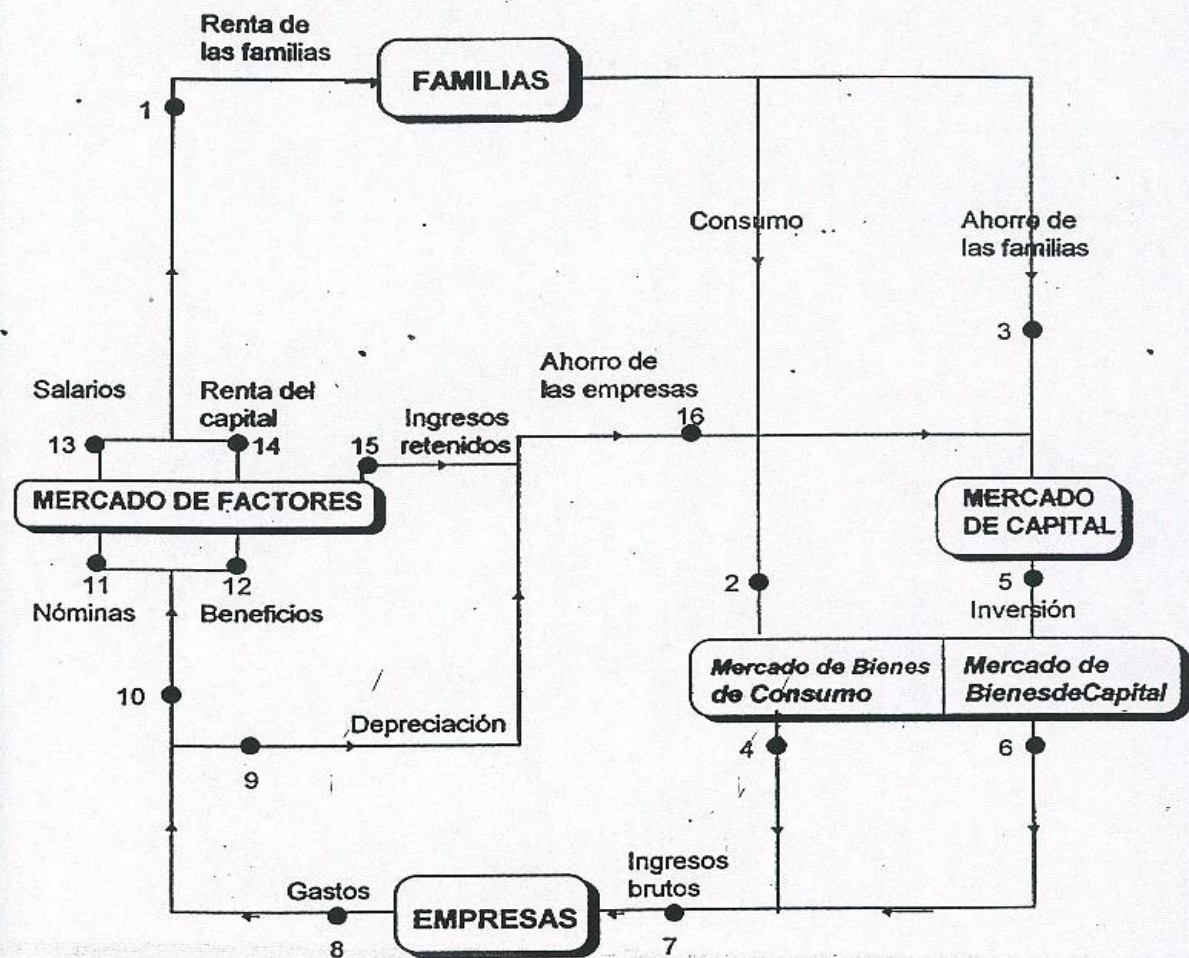 Renta de
las familias
FAMILIAS
1
Consumo
Ahorro de
las familias
3
Salarios
Renta del
capital
Ahorro de
las empresas
Ingresos
retenidos
16
13
14
15
MERCADO DE FACTORES
MERCADO
DE CAPITAL
11
12
2
5
Nóminas
Beneficios
Inversión
Mercado de Bienes
de Consumo
Mercado de
BienesdeCapital
10
Depreciación
9
4
6
Gastos
EMPRESAS
Ingresos
brutos
8
7